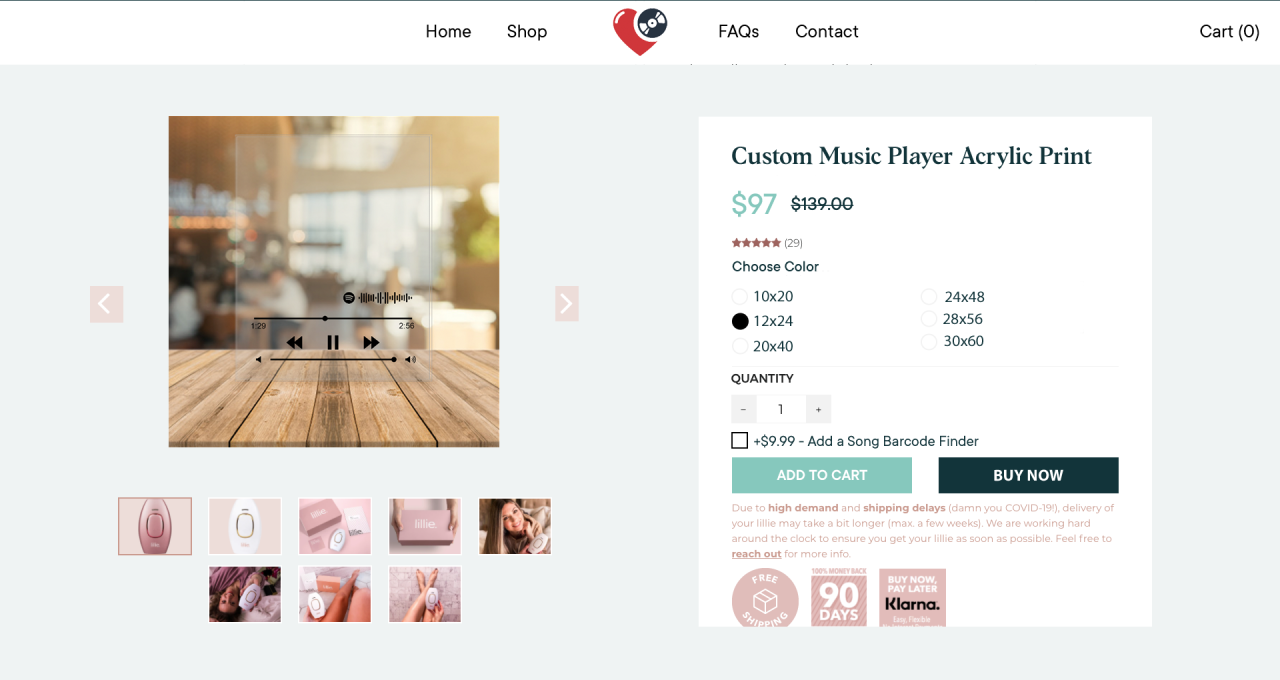 Home
Shop
FAQs
Contact
Cart (0)
Custom Music Player Acrylic Print
$97 $139.00
(29)
Choose Color
10x20
24x48
12x24
28x56
20x40
30x60
QUANTITY
- 1 +
+$9.99 - Add a Song Barcode Finder
ADD TO CART
BUY NOW
Due to high demand and shipping delays (damn you COVID-19!), delivery of
your lillie may take a bit longer (max. a few weeks). We are working hard
around the clock to ensure you get your lillie as soon as possible. Feel free to
reach out for more info.
FREE
SHIPPING
100% MONEY BACK
90
DAYS
BUY NOW,
PAY LATER
Klarna.
Easy, Flexible
1:29
2:56
lillie.
lillie.